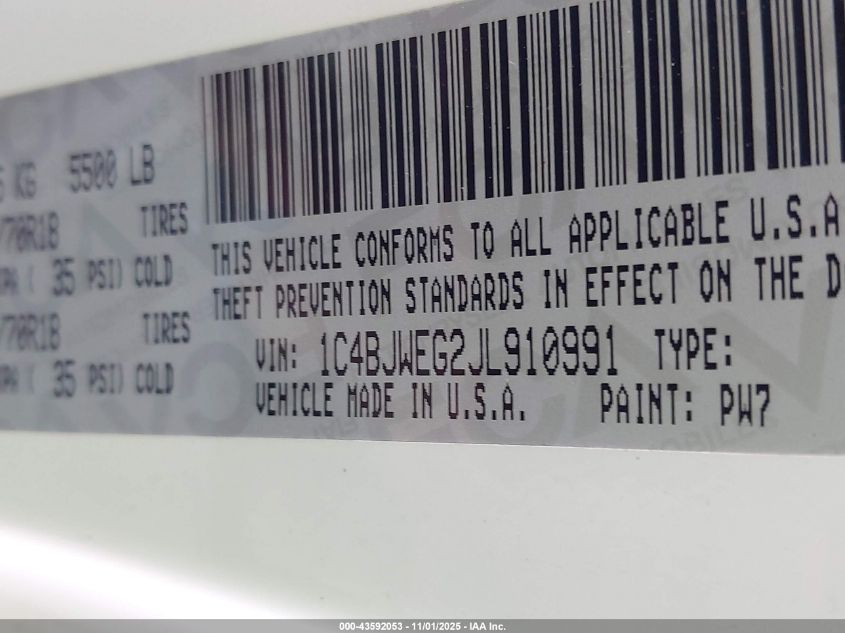 KG 5500 LB
/70R18 TIRES
( 35 PSI) COLD
/70R18 TIRES
( 35 PSI) COLD
THIS VEHICLE CONFORMS TO ALL APPLICABLE U.S.A
THEFT PREVENTION STANDARDS IN EFFECT ON THE D
VIN: 1C4BJWEG2JL910991 TYPE:
VEHICLE MADE IN U.S.A. PAINT: PW7
000-43592053 - 11/01/2025 - IAA Inc.